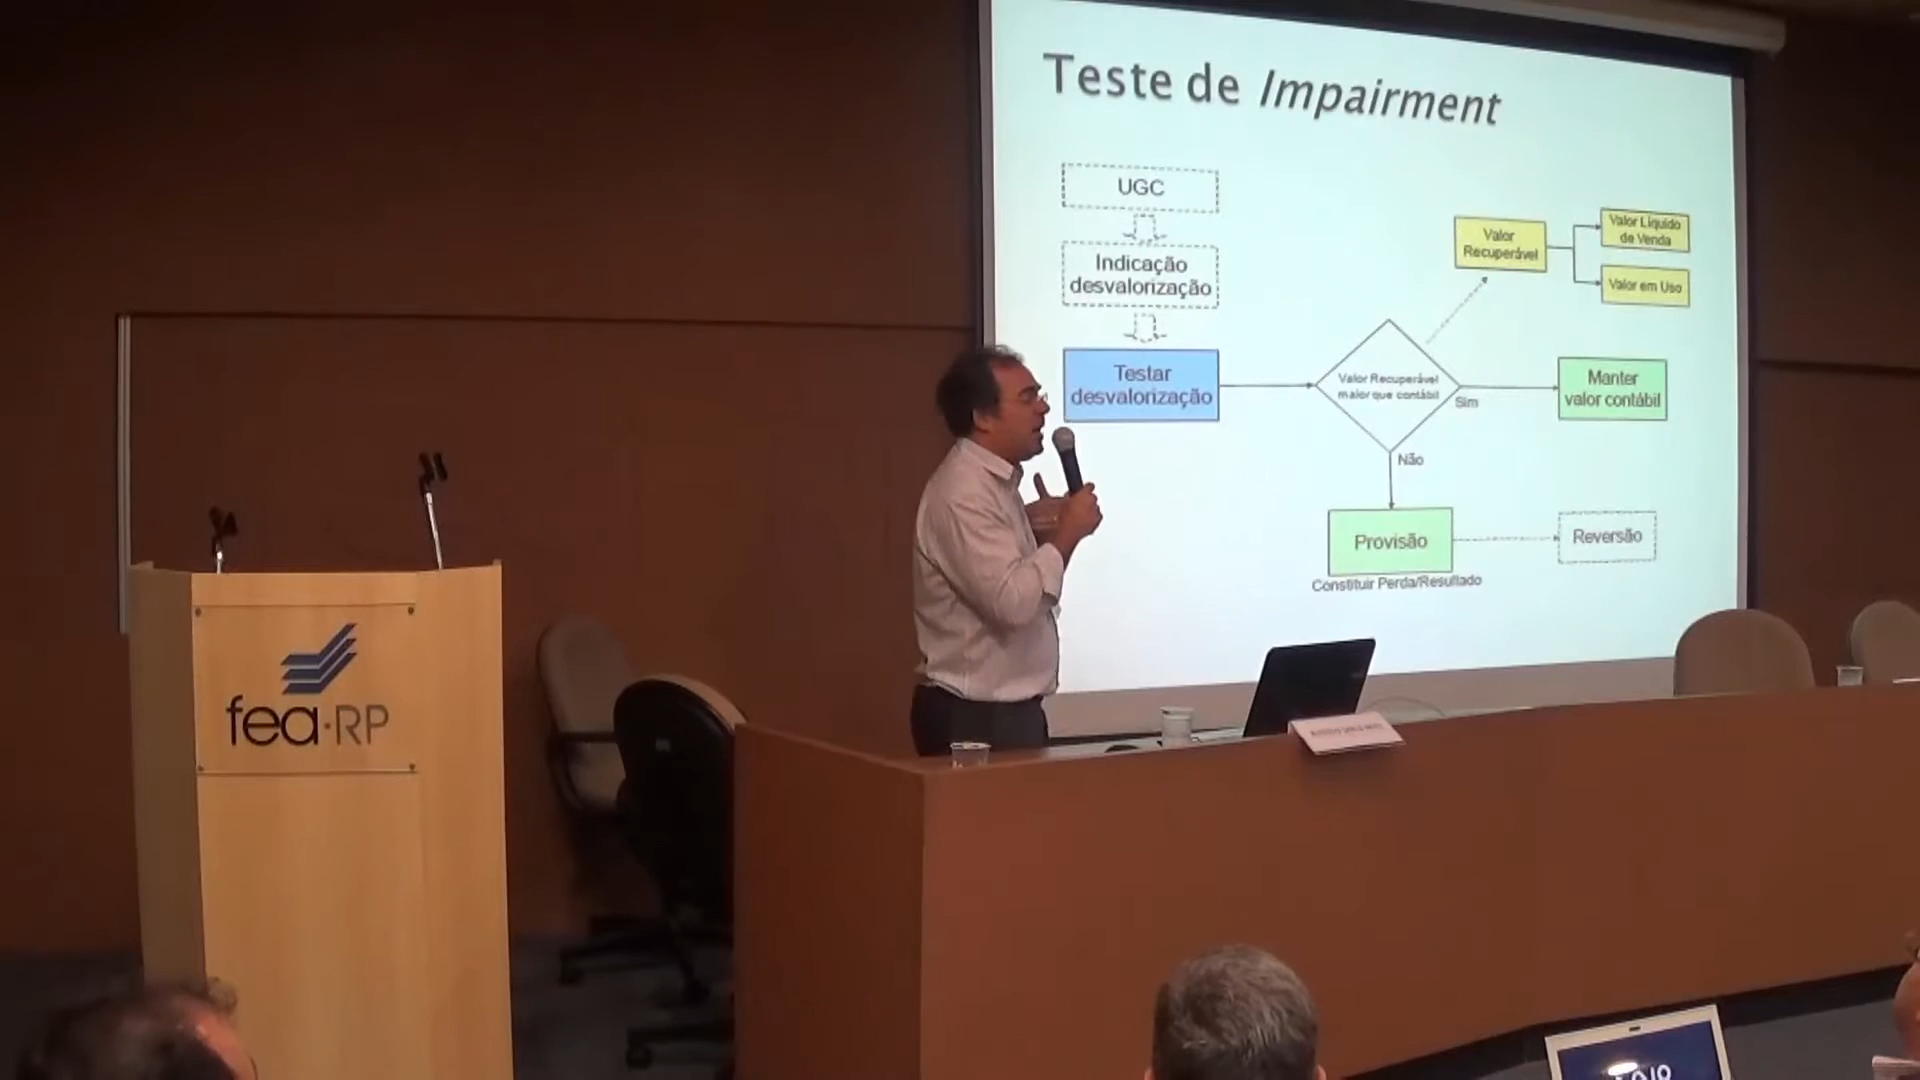 Teste de Impairment
UGC
Indicação
desvalorização
Testar
desvalorização
Valor Recuperável
maior que contábil
Sim
Não
Valor
Recuperável
Valor Líquido
de Venda
Valor em Uso
Manter
valor contábil
Provisão
Constituir Perda/Resultado
Reversão
fea·RP